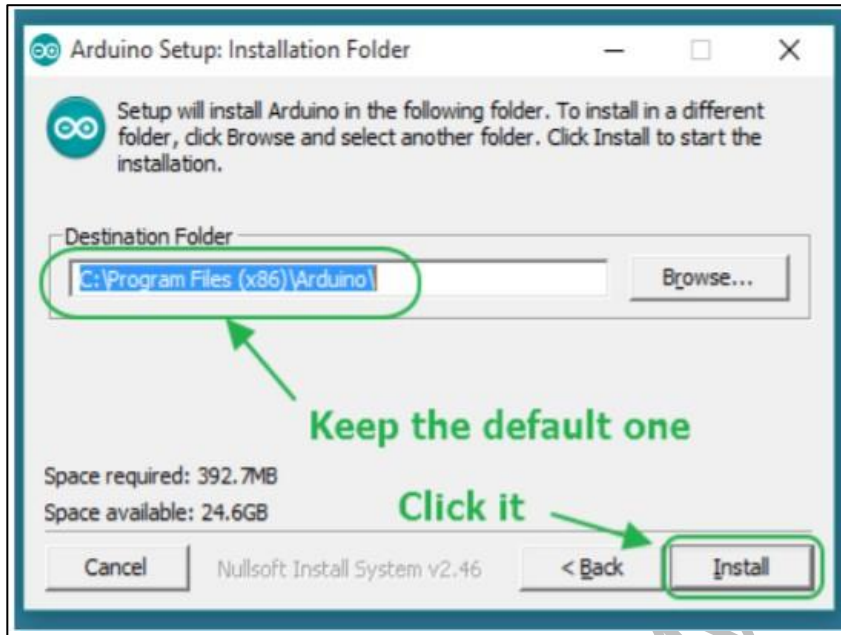 Arduino Setup: Installation Folder
Setup will install Arduino in the following folder. To install in a different
folder, click Browse and select another folder. Click Install to start the
installation.
Destination Folder
C:\Program Files (x86)\Arduino\
Browse...
Keep the default one
Space required: 392.7MB
Space available: 24.6GB
Click it
Cancel
Nullsoft Install System v2.46
< Back
Install